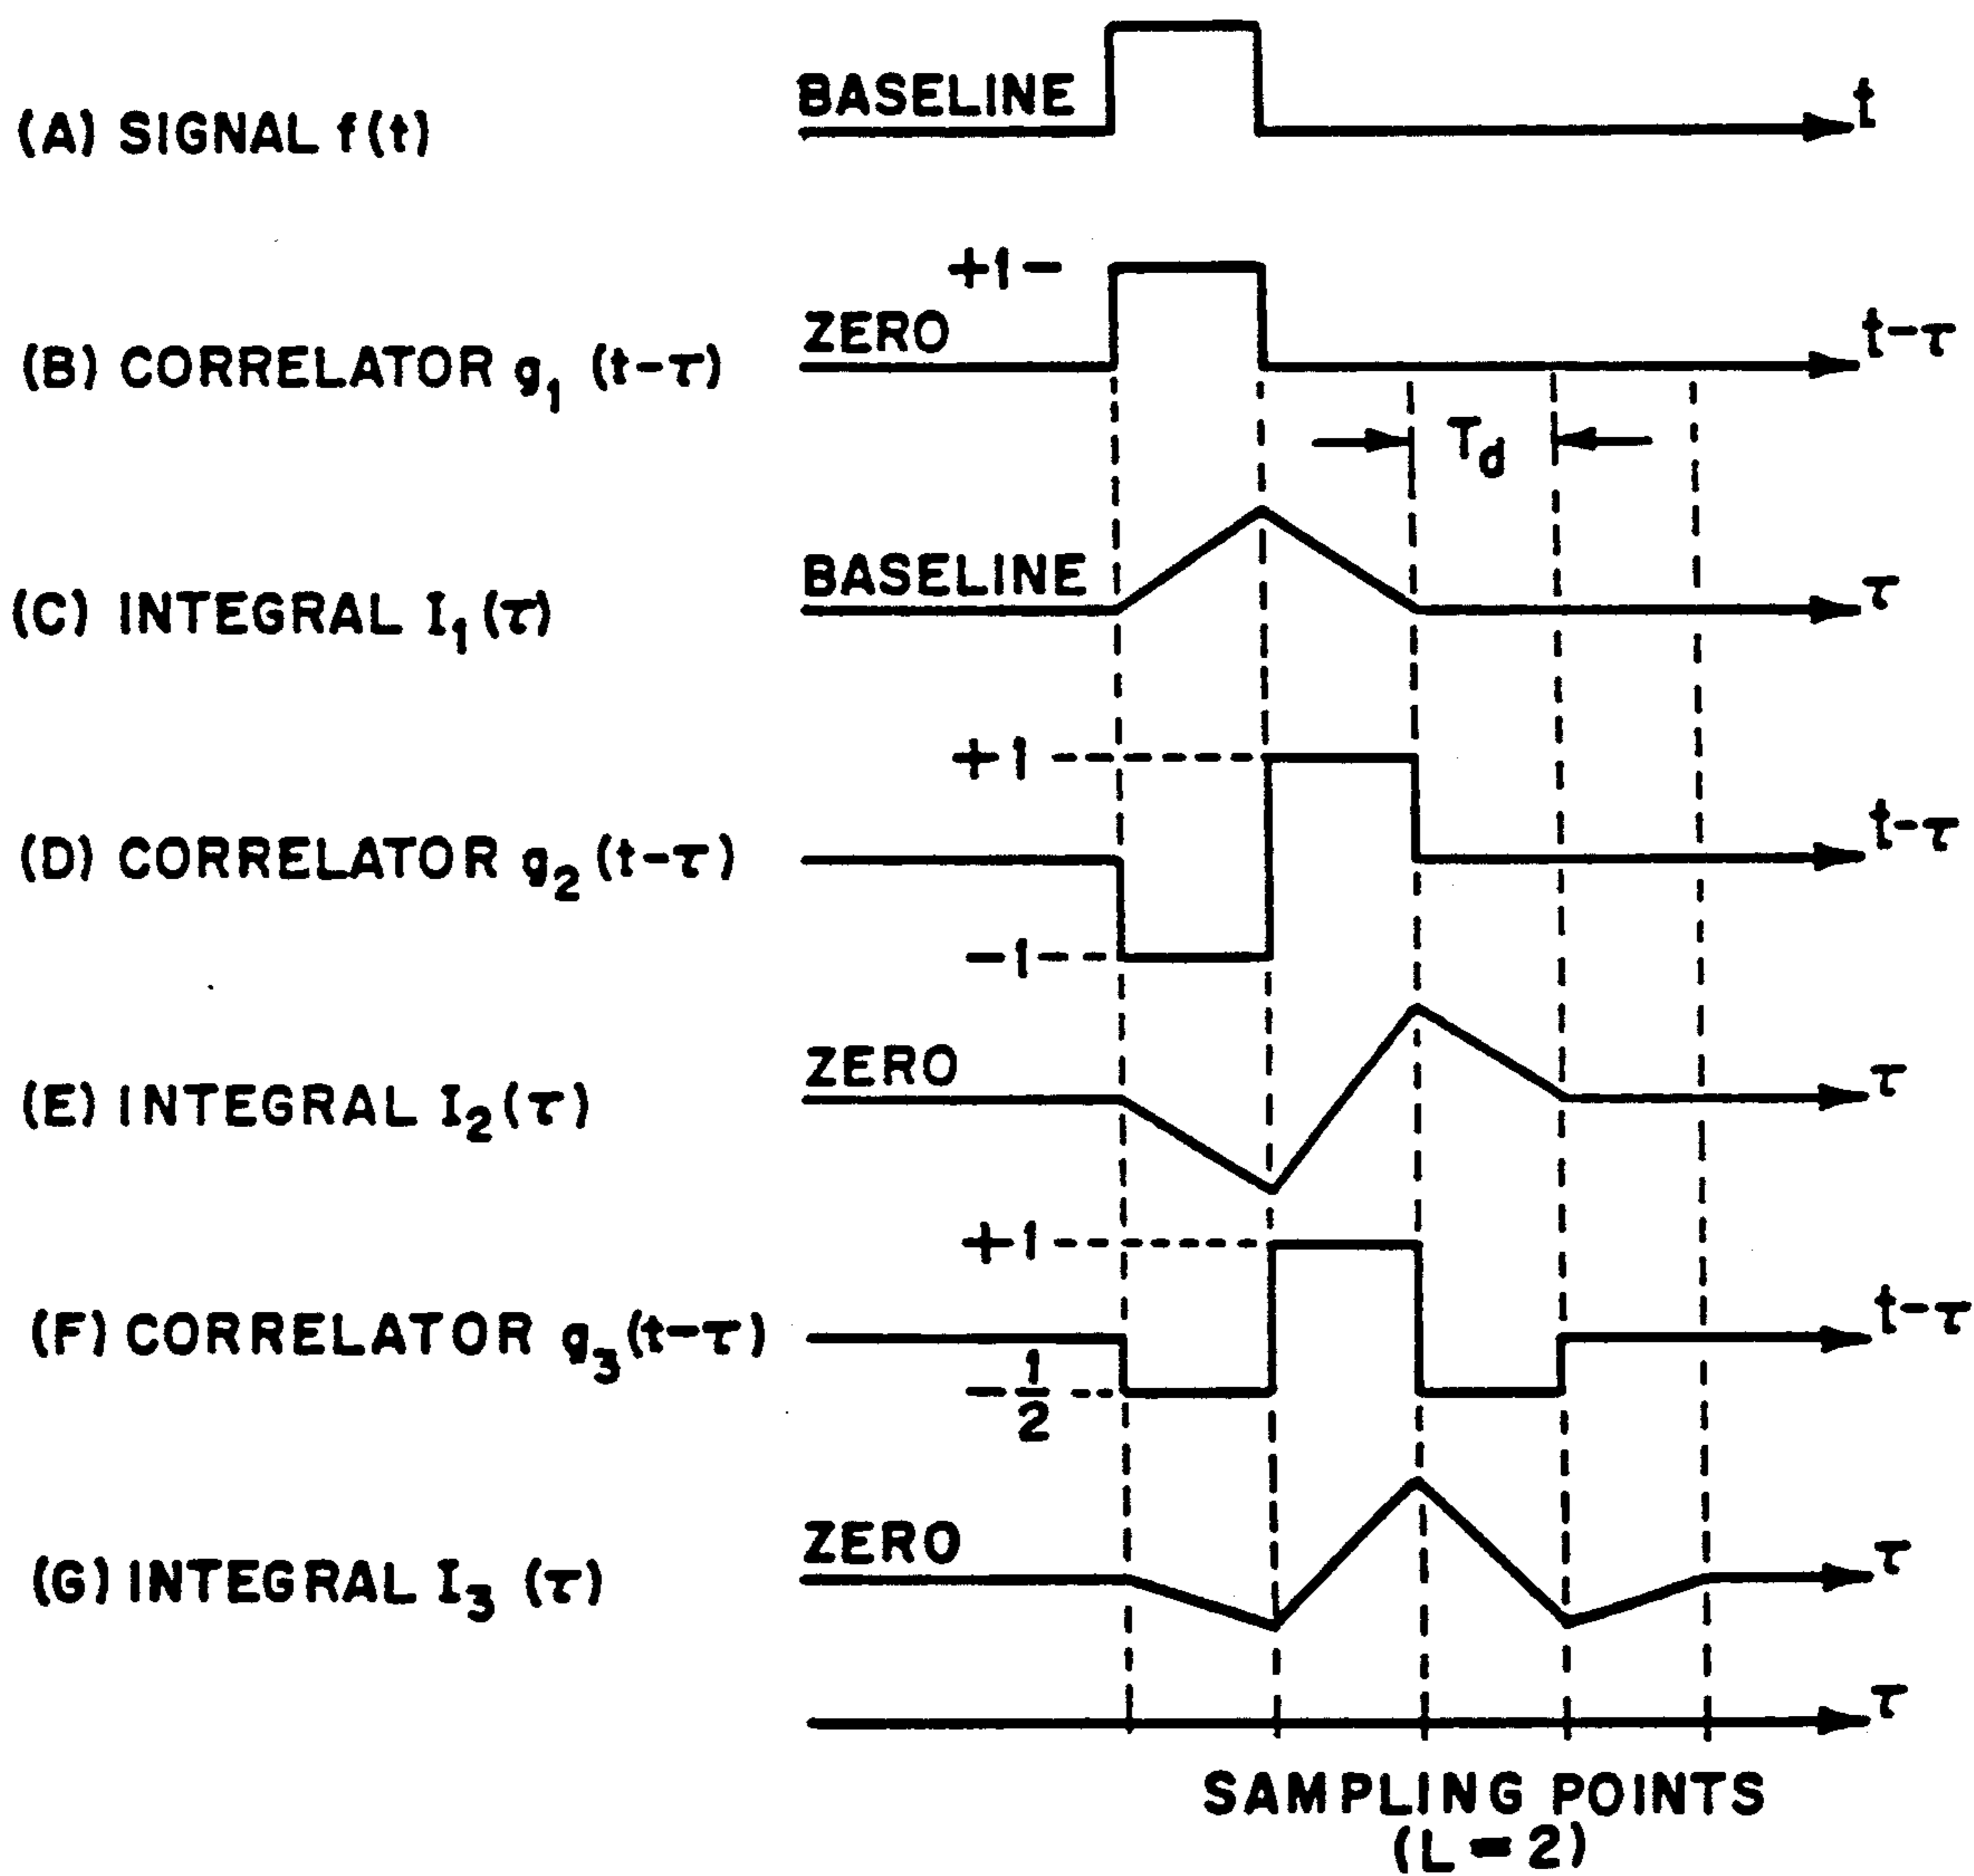 (A) SIGNAL f(t)
BASELINE
t
(B) CORRELATOR g₁ (t-τ)
+1
ZERO
t-τ
T_d
(C) INTEGRAL I₁(τ)
BASELINE
τ
(D) CORRELATOR g₂(t-τ)
+1
-1
t-τ
(E) INTEGRAL I₂(τ)
ZERO
τ
(F) CORRELATOR g₃(t-τ)
+1
-1/2
t-τ
(G) INTEGRAL I₃ (τ)
ZERO
τ
τ
SAMPLING POINTS
(L=2)